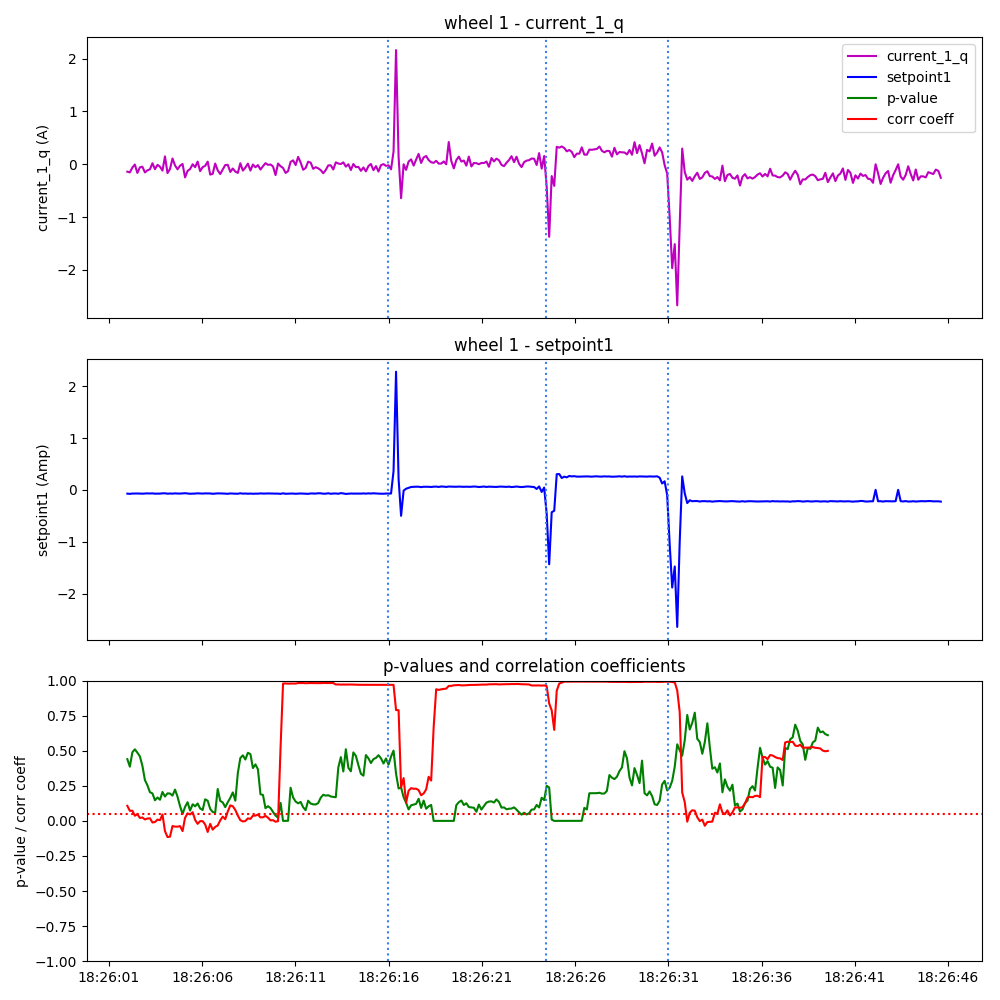 wheel 1 - current_1_q
current_1_q (A)
2
1
0
−1
−2
current_1_q
setpoint1
p-value
corr coeff
wheel 1 - setpoint1
setpoint1 (Amp)
2
1
0
−1
−2
p-values and correlation coefficients
p-value / corr coeff
1.00
0.75
0.50
0.25
0.00
−0.25
−0.50
−0.75
−1.00
18:26:01 18:26:06 18:26:11 18:26:16 18:26:21 18:26:26 18:26:31 18:26:36 18:26:41 18:26:46